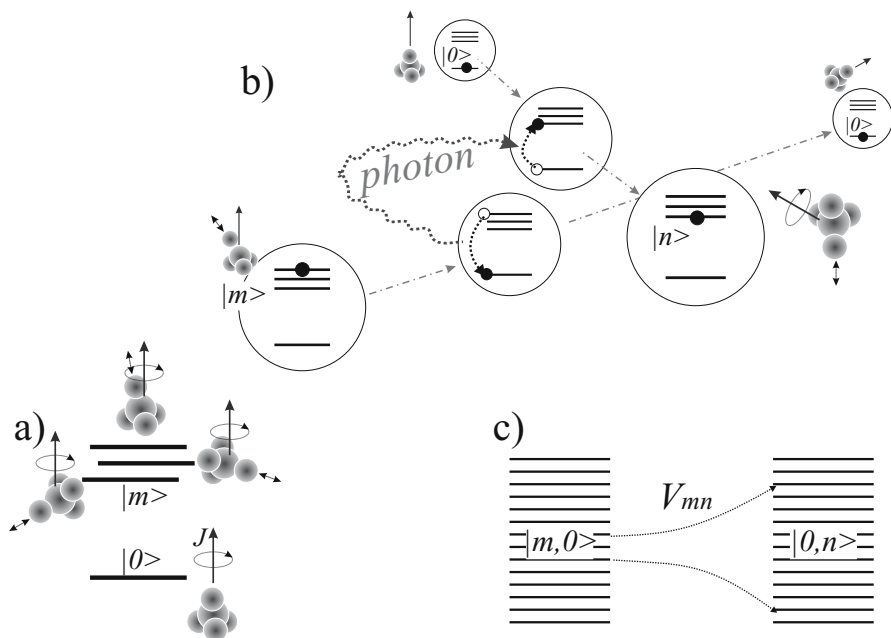 b)
|0>
|0>
photon
|n>
|m>
a)
c)
|m>
V_mn
|m,0>
|0,n>
|0>
J